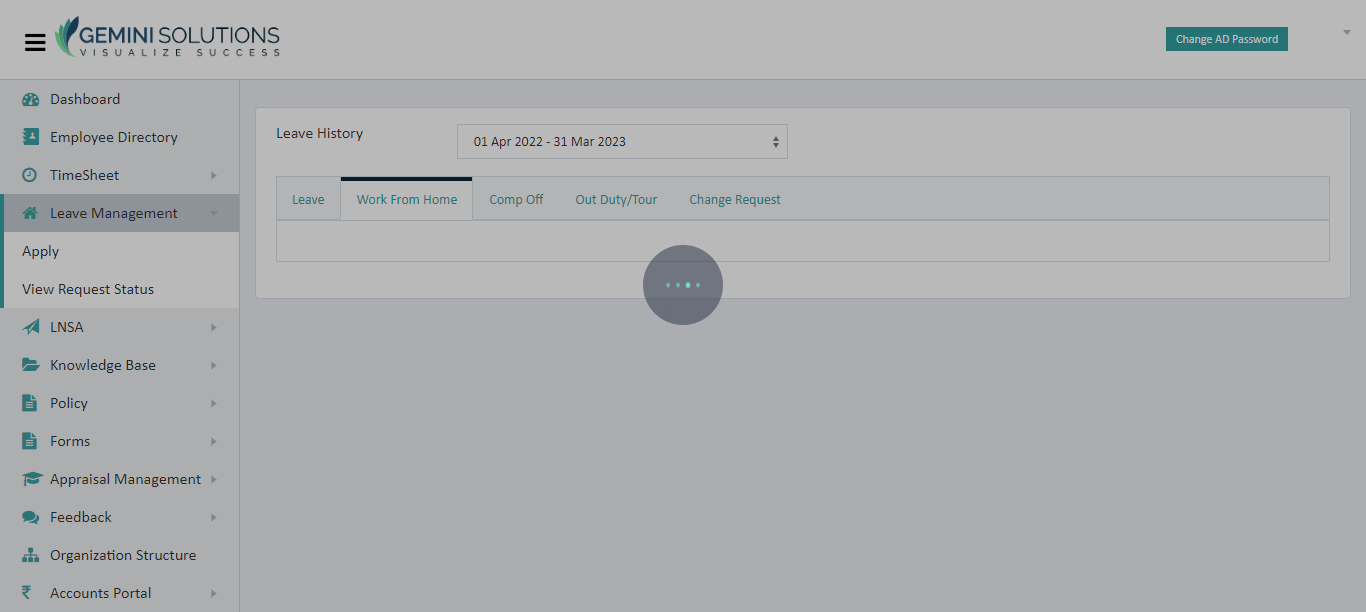 GEMINI SOLUTIONS
VISUALIZE SUCCESS
Change AD Password
Dashboard
Employee Directory
TimeSheet
Leave Management
Apply
View Request Status
LNSA
Knowledge Base
Policy
Forms
Appraisal Management
Feedback
Organization Structure
₹ Accounts Portal
Leave History
01 Apr 2022 - 31 Mar 2023
Leave Work From Home Comp Off Out Duty/Tour Change Request